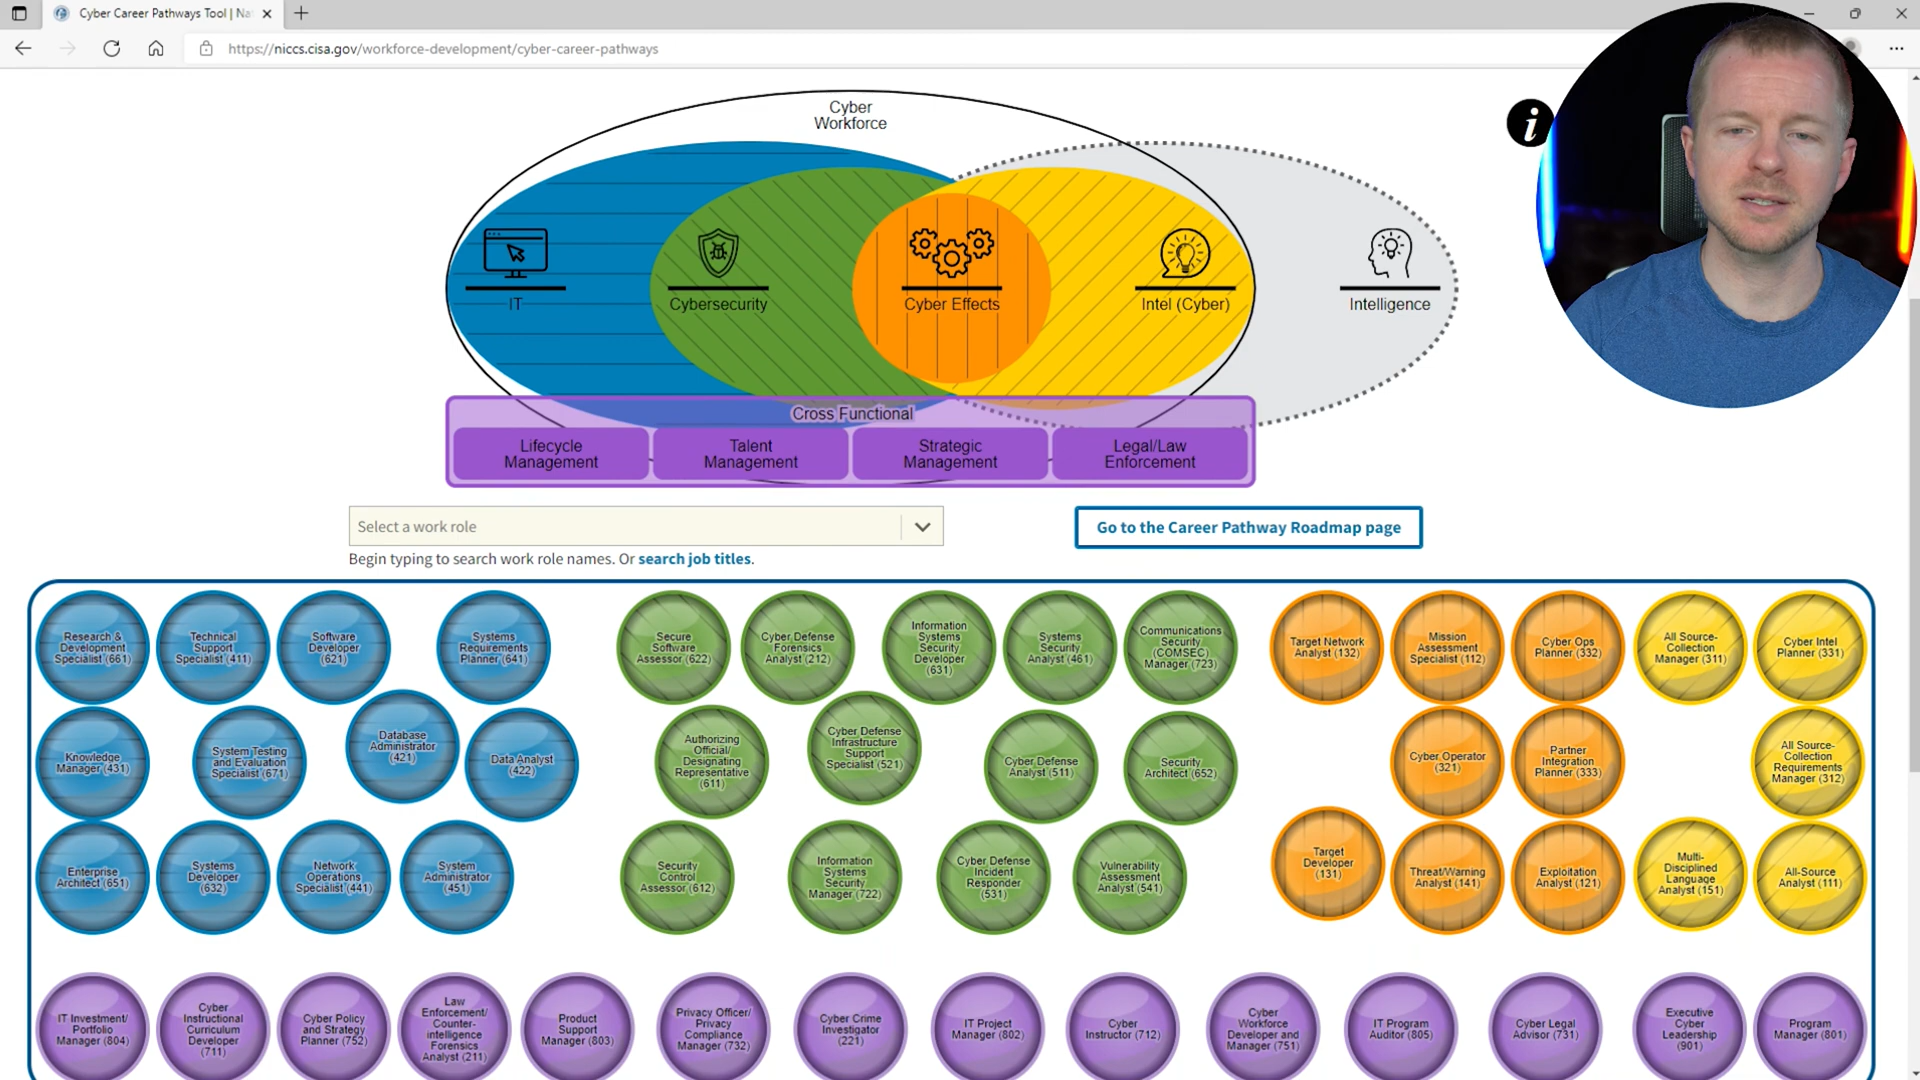 Cyber Career Pathways Tool | Na
https://niccs.cisa.gov/workforce-development/cyber-career-pathways
Cyber
Workforce
i
IT
Cybersecurity
Cyber Effects
Intel (Cyber)
Intelligence
Cross Functional
Lifecycle
Management
Talent
Management
Strategic
Management
Legal/Law
Enforcement
Select a work role
Go to the Career Pathway Roadmap page
Begin typing to search work role names. Or search job titles.
Research &
Development
Specialist (661)
Technical
Support
Specialist (411)
Software
Developer
(621)
Systems
Requirements
Planner (641)
Secure
Software
Assessor (622)
Cyber Defense
Forensics
Analyst (212)
Information
Systems
Security
Developer
(631)
Systems
Security
Analyst (461)
Communications
Security
(COMSEC)
Manager (723)
Target Network
Analyst (132)
Mission
Assessment
Specialist (112)
Cyber Ops
Planner (332)
All Source-
Collection
Manager (311)
Cyber Intel
Planner (331)
Knowledge
Manager (431)
System Testing
and Evaluation
Specialist (671)
Database
Administrator
(421)
Data Analyst
(422)
Authorizing
Official/
Designating
Representative
(611)
Cyber Defense
Infrastructure
Support
Specialist (521)
Cyber Defense
Analyst (511)
Security
Architect (652)
Cyber Operator
(321)
Partner
Integration
Planner (333)
All Source-
Collection
Requirements
Manager (312)
Enterprise
Architect (651)
Systems
Developer
(632)
Network
Operations
Specialist (441)
System
Administrator
(451)
Security
Control
Assessor (612)
Information
Systems
Security
Manager (722)
Cyber Defense
Incident
Responder
(531)
Vulnerability
Assessment
Analyst (541)
Target
Developer
(131)
Threat/Warning
Analyst (141)
Exploitation
Analyst (121)
Multi-
Disciplined
Language
Analyst (151)
All-Source
Analyst (111)
IT Investment/
Portfolio
Manager (804)
Cyber
Instructional
Curriculum
Developer
(711)
Cyber Policy
and Strategy
Planner (752)
Law
Enforcement/
Counter-
intelligence
Forensics
Analyst (211)
Product
Support
Manager (803)
Privacy Officer/
Privacy
Compliance
Manager (732)
Cyber Crime
Investigator
(221)
IT Project
Manager (802)
Cyber
Instructor (712)
Cyber
Workforce
Developer and
Manager (751)
IT Program
Auditor (805)
Cyber Legal
Advisor (731)
Executive
Cyber
Leadership
(901)
Program
Manager (801)